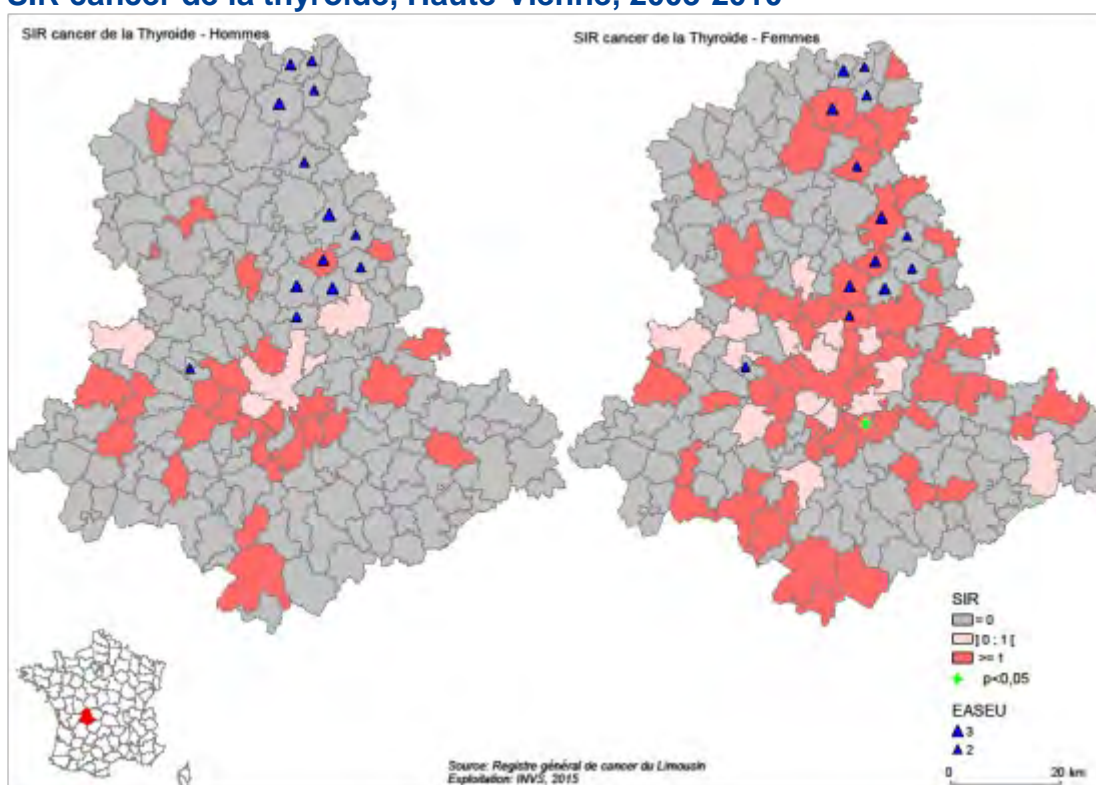 SIR cancer de la thyroïde, Haute-Vienne, 2005-2010
SIR cancer de la Thyroide - Hommes
SIR cancer de la Thyroide - Femmes
SIR
= 0
] 0 ; 1 [
>= 1
p<0,05
EASEU
3
2
Source: Registre général de cancer du Limousin
Exploitation: INVS, 2015
0 20 km